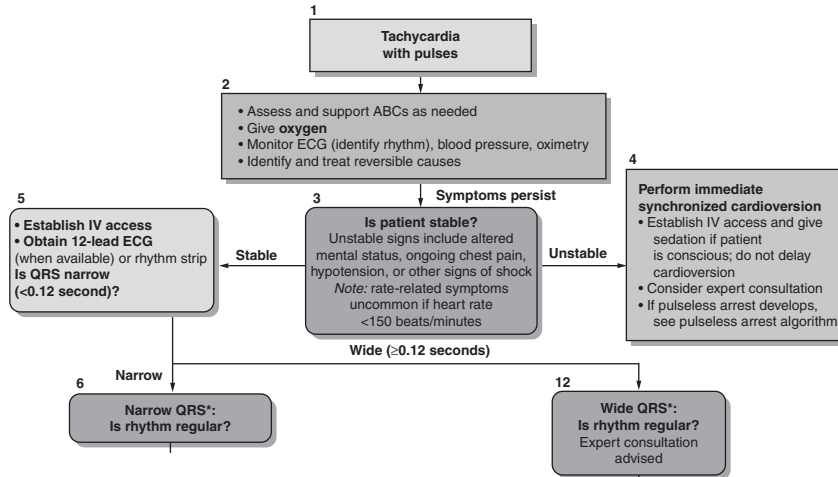 1
Tachycardia
with pulses
2
• Assess and support ABCs as needed
• Give oxygen
• Monitor ECG (identify rhythm), blood pressure, oximetry
• Identify and treat reversible causes
Symptoms persist
3
Is patient stable?
Unstable signs include altered
mental status, ongoing chest pain,
hypotension, or other signs of shock
Note: rate-related symptoms
uncommon if heart rate
<150 beats/minutes
Unstable
4
Perform immediate
synchronized cardioversion
• Establish IV access and give
sedation if patient
is conscious; do not delay
cardioversion
• Consider expert consultation
• If pulseless arrest develops,
see pulseless arrest algorithm
Stable
5
• Establish IV access
• Obtain 12-lead ECG
(when available) or rhythm strip
Is QRS narrow
(<0.12 second)?
Wide (≥0.12 seconds)
Narrow
6
Narrow QRS*:
Is rhythm regular?
12
Wide QRS*:
Is rhythm regular?
Expert consultation
advised